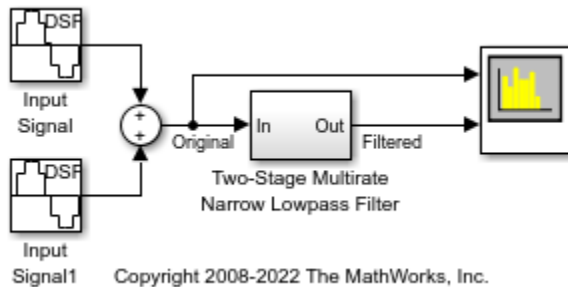 DSP
Input
Signal
+
+
Original
In
Out
Filtered
Two-Stage Multirate
Narrow Lowpass Filter
DSP
Input
Signal1
Copyright 2008-2022 The MathWorks, Inc.